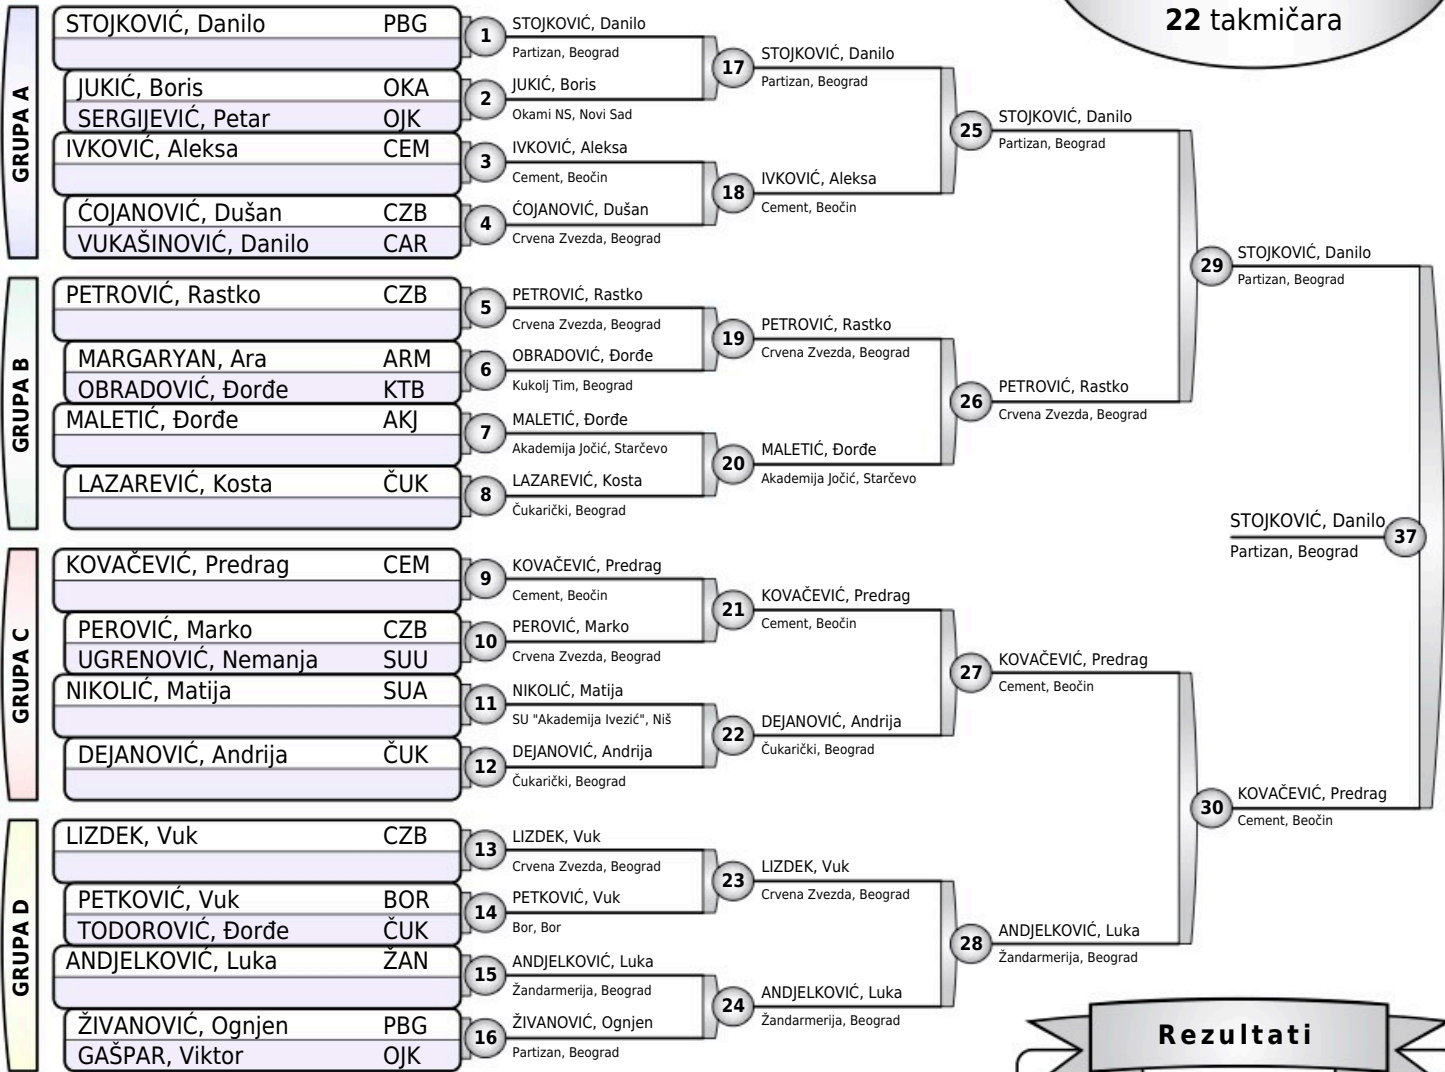 22 takmičara
GRUPA A
STOJKOVIĆ, Danilo PBG
JUKIĆ, Boris OKA
SERGIJEVIĆ, Petar OJK
IVKOVIĆ, Aleksa CEM
ĆOJANOVIĆ, Dušan CZB
VUKAŠINOVIĆ, Danilo CAR
GRUPA B
PETROVIĆ, Rastko CZB
MARGARYAN, Ara ARM
OBRADOVIĆ, Đorđe KTB
MALETIĆ, Đorđe AKJ
LAZAREVIĆ, Kosta ČUK
GRUPA C
KOVAČEVIĆ, Predrag CEM
PEROVIĆ, Marko CZB
UGRENOVIĆ, Nemanja SUU
NIKOLIĆ, Matija SUA
DEJANOVIĆ, Andrija ČUK
GRUPA D
LIZDEK, Vuk CZB
PETKOVIĆ, Vuk BOR
TODOROVIĆ, Đorđe ČUK
ANDJELKOVIĆ, Luka ŽAN
ŽIVANOVIĆ, Ognjen PBG
GAŠPAR, Viktor OJK
1 STOJKOVIĆ, Danilo
Partizan, Beograd
2 JUKIĆ, Boris
Okami NS, Novi Sad
3 IVKOVIĆ, Aleksa
Cement, Beočin
4 ĆOJANOVIĆ, Dušan
Crvena Zvezda, Beograd
5 PETROVIĆ, Rastko
Crvena Zvezda, Beograd
6 OBRADOVIĆ, Đorđe
Kukolj Tim, Beograd
7 MALETIĆ, Đorđe
Akademija Jočić, Starčevo
8 LAZAREVIĆ, Kosta
Čukarički, Beograd
9 KOVAČEVIĆ, Predrag
Cement, Beočin
10 PEROVIĆ, Marko
Crvena Zvezda, Beograd
11 NIKOLIĆ, Matija
SU "Akademija Ivezić", Niš
12 DEJANOVIĆ, Andrija
Čukarički, Beograd
13 LIZDEK, Vuk
Crvena Zvezda, Beograd
14 PETKOVIĆ, Vuk
Bor, Bor
15 ANDJELKOVIĆ, Luka
Žandarmerija, Beograd
16 ŽIVANOVIĆ, Ognjen
Partizan, Beograd
17 STOJKOVIĆ, Danilo
Partizan, Beograd
18 IVKOVIĆ, Aleksa
Cement, Beočin
19 PETROVIĆ, Rastko
Crvena Zvezda, Beograd
20 MALETIĆ, Đorđe
Akademija Jočić, Starčevo
21 KOVAČEVIĆ, Predrag
Cement, Beočin
22 DEJANOVIĆ, Andrija
Čukarički, Beograd
23 LIZDEK, Vuk
Crvena Zvezda, Beograd
24 ANDJELKOVIĆ, Luka
Žandarmerija, Beograd
25 STOJKOVIĆ, Danilo
Partizan, Beograd
26 PETROVIĆ, Rastko
Crvena Zvezda, Beograd
27 KOVAČEVIĆ, Predrag
Cement, Beočin
28 ANDJELKOVIĆ, Luka
Žandarmerija, Beograd
29 STOJKOVIĆ, Danilo
Partizan, Beograd
30 KOVAČEVIĆ, Predrag
Cement, Beočin
STOJKOVIĆ, Danilo 37
Partizan, Beograd
Rezultati